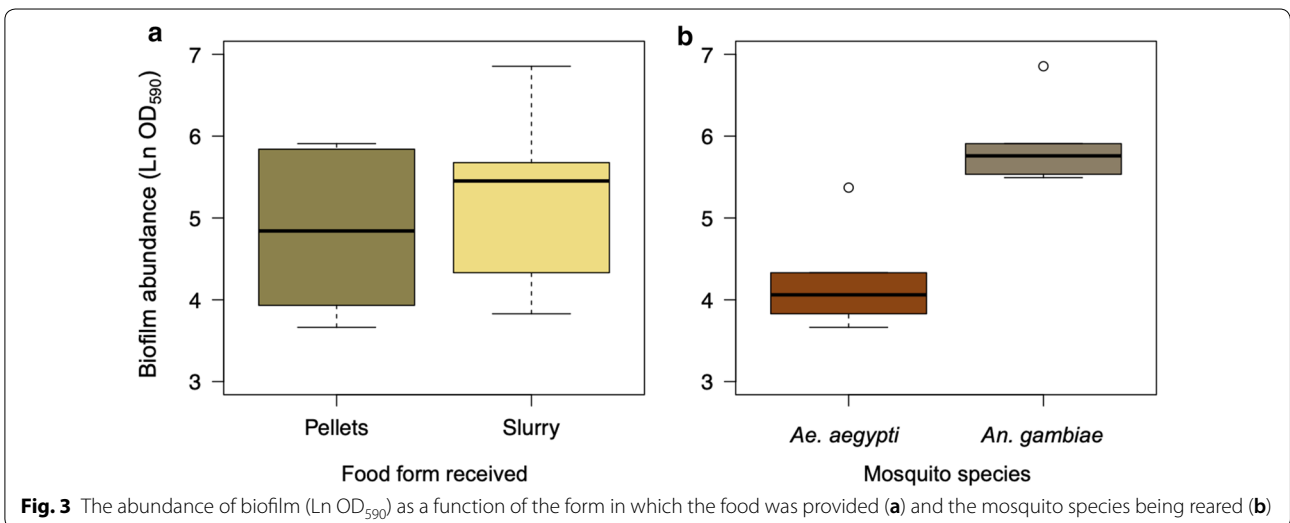 a
b
Biofilm abundance (Ln OD590)
7
6
5
4
3
7
6
5
4
3
Pellets
Slurry
Ae. aegypti
An. gambiae
Food form received
Mosquito species
Fig. 3 The abundance of biofilm (Ln OD590) as a function of the form in which the food was provided (a) and the mosquito species being reared (b)